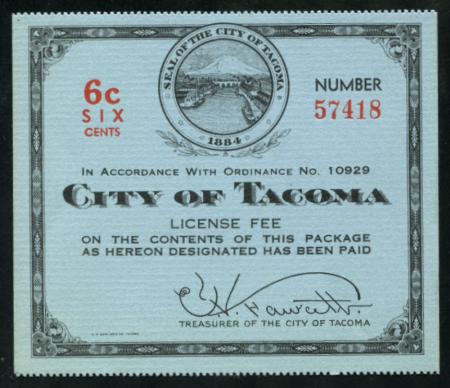 SEAL OF THE CITY OF TACOMA
1884
6c
SIX
CENTS
NUMBER
57418
IN ACCORDANCE WITH ORDINANCE NO. 10929
CITY OF TACOMA
LICENSE FEE
ON THE CONTENTS OF THIS PACKAGE
AS HEREON DESIGNATED HAS BEEN PAID
TREASURER OF THE CITY OF TACOMA